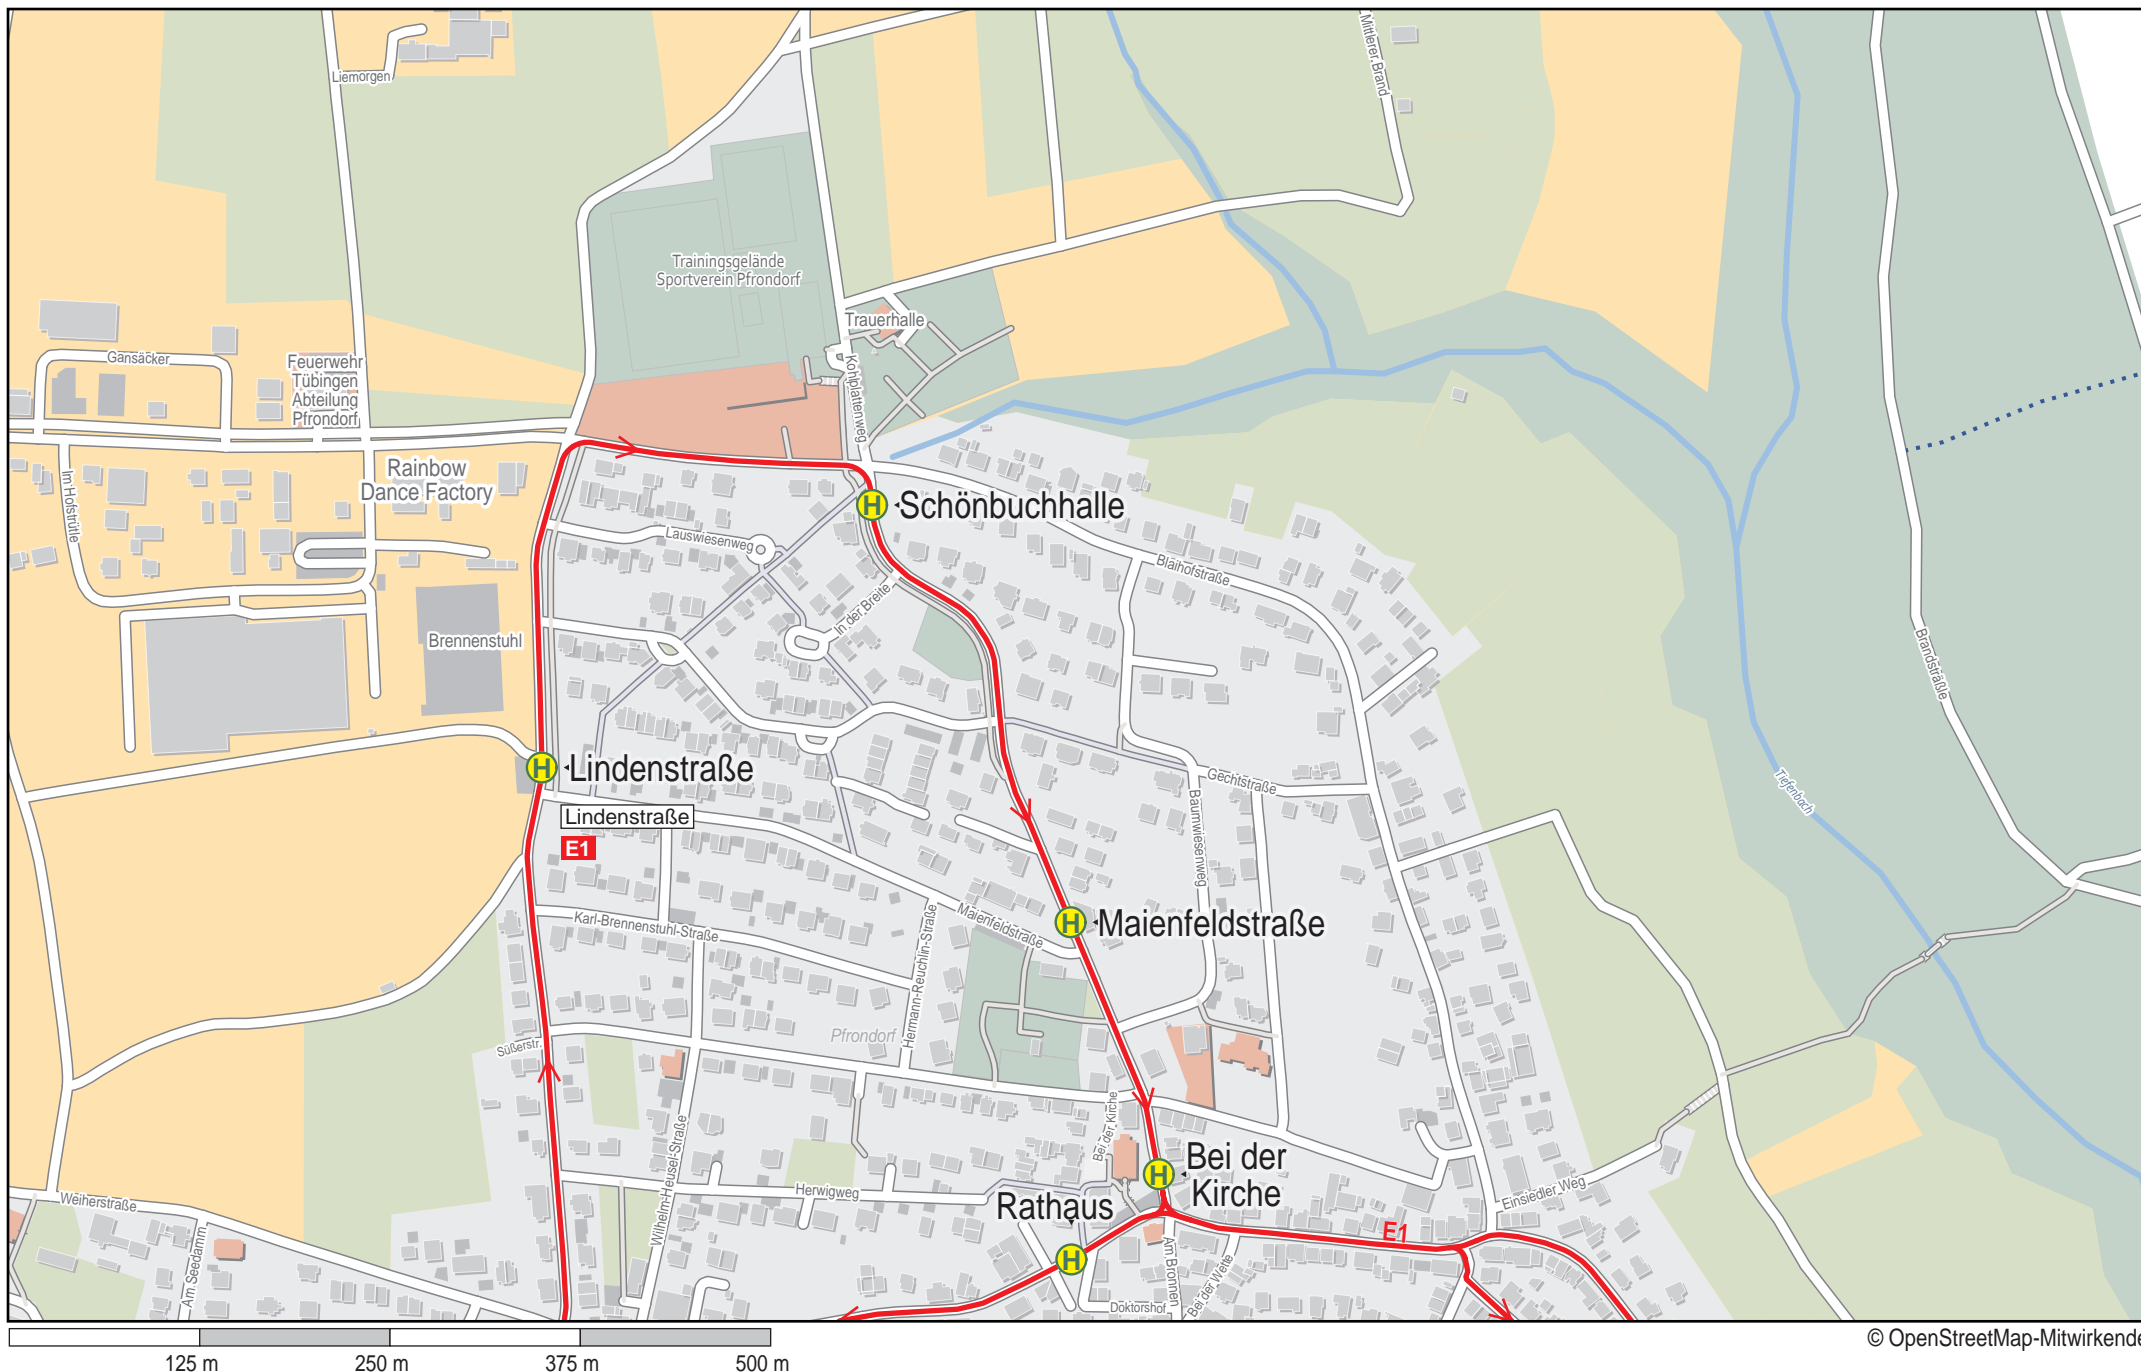 Liemorgen
Mittlerer Brand
Trainingsgelände
Sportverein Pfrondorf
Trauerhalle
Kohlplattenweg
Gansäcker
Feuerwehr
Tübingen
Abteilung
Pfrondorf
Rainbow
Dance Factory
Im Hofstrütle
H
Schönbuchhalle
Lauswiesenweg
Blaihofstraße
In der Breite
Brennenstuhl
Brandsträßle
H
Lindenstraße
Gechtstraße
Tiefenbach
Baumwiesenweg
Lindenstraße
E1
H
Maienfeldstraße
Maienfeldstraße
Karl-Brennenstuhl-Straße
Hermann-Reuchlin-Straße
Pfrondorf
Süßerstr.
Bei der Kirche
Wilhelm-Heusel-Straße
H
Bei der
Kirche
Herwigweg
Weiherstraße
Einsiedler Weg
Rathaus
H
E1
Am Seedamm
Am Bronnen
Bei der Wette
Doktorshof
125 m
250 m
375 m
500 m
© OpenStreetMap-Mitwirkende